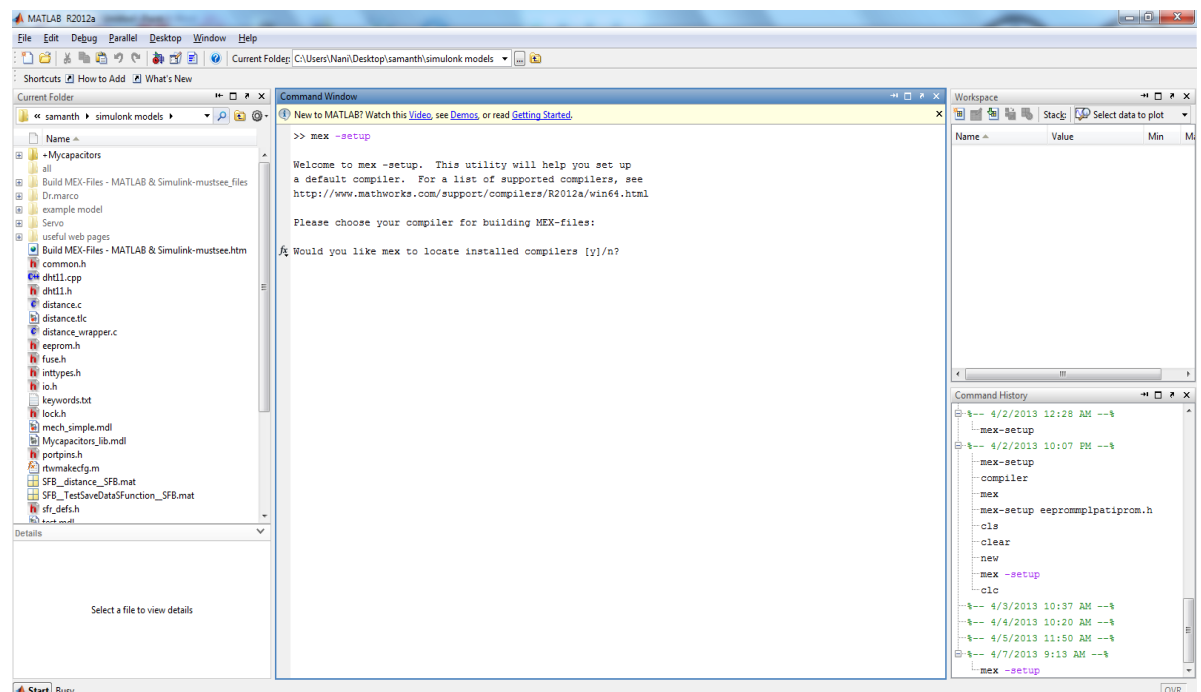 MATLAB R2012a
File Edit Debug Parallel Desktop Window Help
Current Folder: C:\Users\Nani\Desktop\samanth\simulonk models
Shortcuts How to Add What's New
Current Folder
« samanth simulonk models
Name
+Mycapacitors
all
Build MEX-Files - MATLAB & Simulink-mustsee_files
Dr.marco
example model
Servo
useful web pages
Build MEX-Files - MATLAB & Simulink-mustsee.htm
common.h
dht11.cpp
dht11.h
distance.c
distance.tlc
distance_wrapper.c
eeprom.h
fuse.h
inttypes.h
io.h
keywords.txt
lock.h
mech_simple.mdl
Mycapacitors_lib.mdl
portpins.h
rtwmakecfg.m
SFB__distance__SFB.mat
SFB__TestSaveDataSFunction__SFB.mat
sfr_defs.h
test.mdl
Details
Select a file to view details
Start Busy
Command Window
New to MATLAB? Watch this Video, see Demos, or read Getting Started.
>> mex -setup
Welcome to mex -setup. This utility will help you set up
a default compiler. For a list of supported compilers, see
http://www.mathworks.com/support/compilers/R2012a/win64.html
Please choose your compiler for building MEX-files:
fx Would you like mex to locate installed compilers [y]/n?
Workspace
Stack: Select data to plot
Name Value Min
Command History
%-- 4/2/2013 12:28 AM --%
mex-setup
%-- 4/2/2013 10:07 PM --%
mex-setup
compiler
mex
mex-setup eeprommplpatiprom.h
cls
clear
new
mex -setup
clc
%-- 4/3/2013 10:37 AM --%
%-- 4/4/2013 10:20 AM --%
%-- 4/5/2013 11:50 AM --%
%-- 4/7/2013 9:13 AM --%
mex -setup
OVR